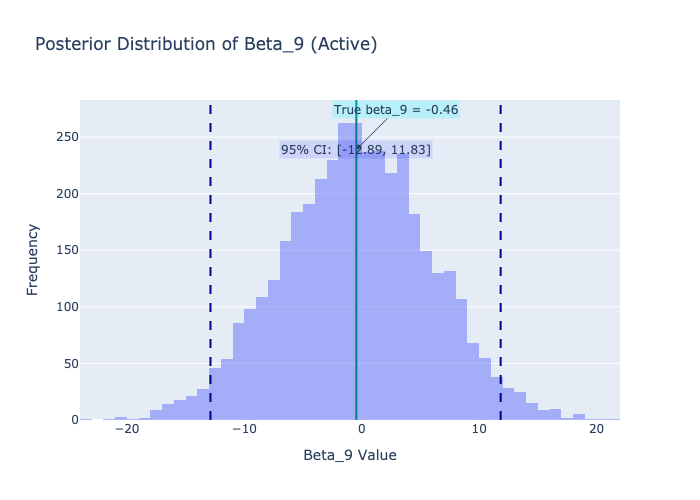 Posterior Distribution of Beta_9 (Active)
True beta_9 = -0.46
95% CI: [-12.89, 11.83]
250
200
150
100
50
0
Frequency
−20
−10
0
10
20
Beta_9 Value